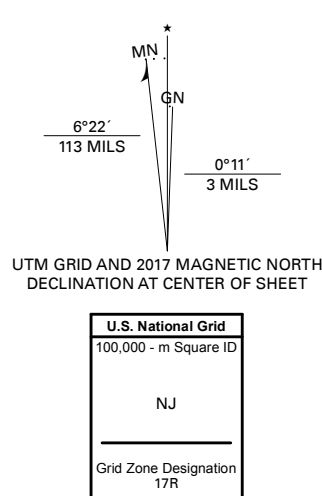 MN
GN
6°22´
113 MILS
0°11´
3 MILS
UTM GRID AND 2017 MAGNETIC NORTH
DECLINATION AT CENTER OF SHEET
U.S. National Grid
100,000 - m Square ID
NJ
Grid Zone Designation
17R